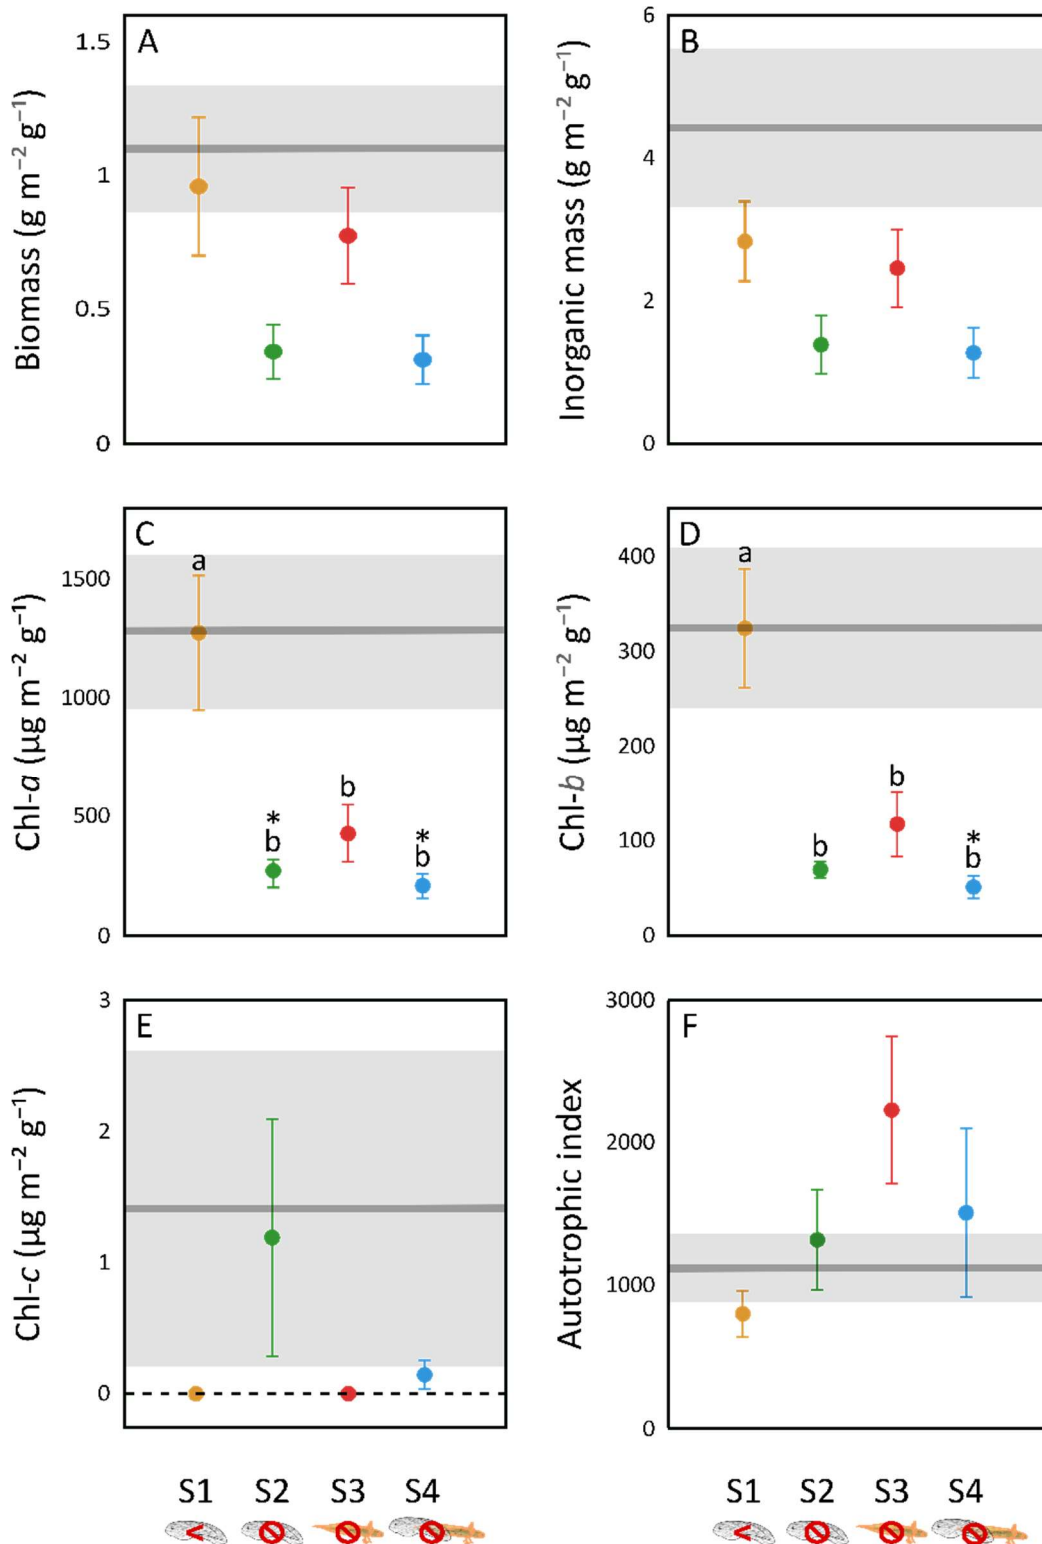 A
Biomass (g m⁻² g⁻¹)
1.5
1
0.5
0
B
Inorganic mass (g m⁻² g⁻¹)
6
4
2
0
C
Chl-a (µg m⁻² g⁻¹)
1500
1000
500
0
a
*
b
b
*
b
D
Chl-b (µg m⁻² g⁻¹)
400
300
200
100
0
a
b
b
*
b
E
Chl-c (µg m⁻² g⁻¹)
3
2
1
0
F
Autotrophic index
3000
2000
1000
0
S1 S2 S3 S4
<
S1 S2 S3 S4
<